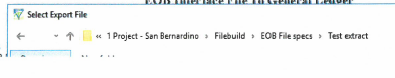 EOB Interface File To General Ledger
Select Export File
« 1 Project - San Bernardino › Filebuild › EOB File specs › Test extract